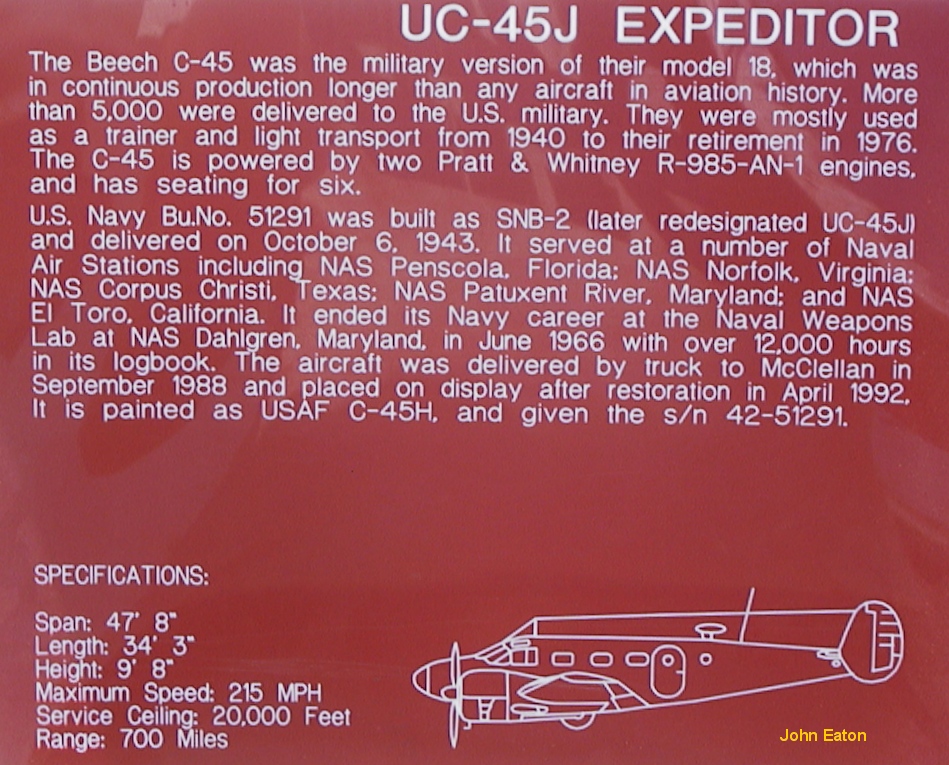 UC-45J EXPEDITOR
The Beech C-45 was the military version of their model 18, which was
in continuous production longer than any aircraft in aviation history. More
than 5,000 were delivered to the U.S. military. They were mostly used
as a trainer and light transport from 1940 to their retirement in 1976.
The C-45 is powered by two Pratt & Whitney R-985-AN-1 engines,
and has seating for six.
U.S. Navy Bu.No. 51291 was built as SNB-2 (later redesignated UC-45J)
and delivered on October 6, 1943. It served at a number of Naval
Air Stations including NAS Penscola, Florida; NAS Norfolk, Virginia;
NAS Corpus Christi, Texas; NAS Patuxent River, Maryland; and NAS
El Toro, California. It ended its Navy career at the Naval Weapons
Lab at NAS Dahlgren, Maryland, in June 1966 with over 12,000 hours
in its logbook. The aircraft was delivered by truck to McClellan in
September 1988 and placed on display after restoration in April 1992.
It is painted as USAF C-45H, and given the s/n 42-51291.
SPECIFICATIONS:
Span: 47' 8"
Length: 34' 3"
Height: 9' 8"
Maximum Speed: 215 MPH
Service Ceiling: 20,000 Feet
Range: 700 Miles
John Eaton